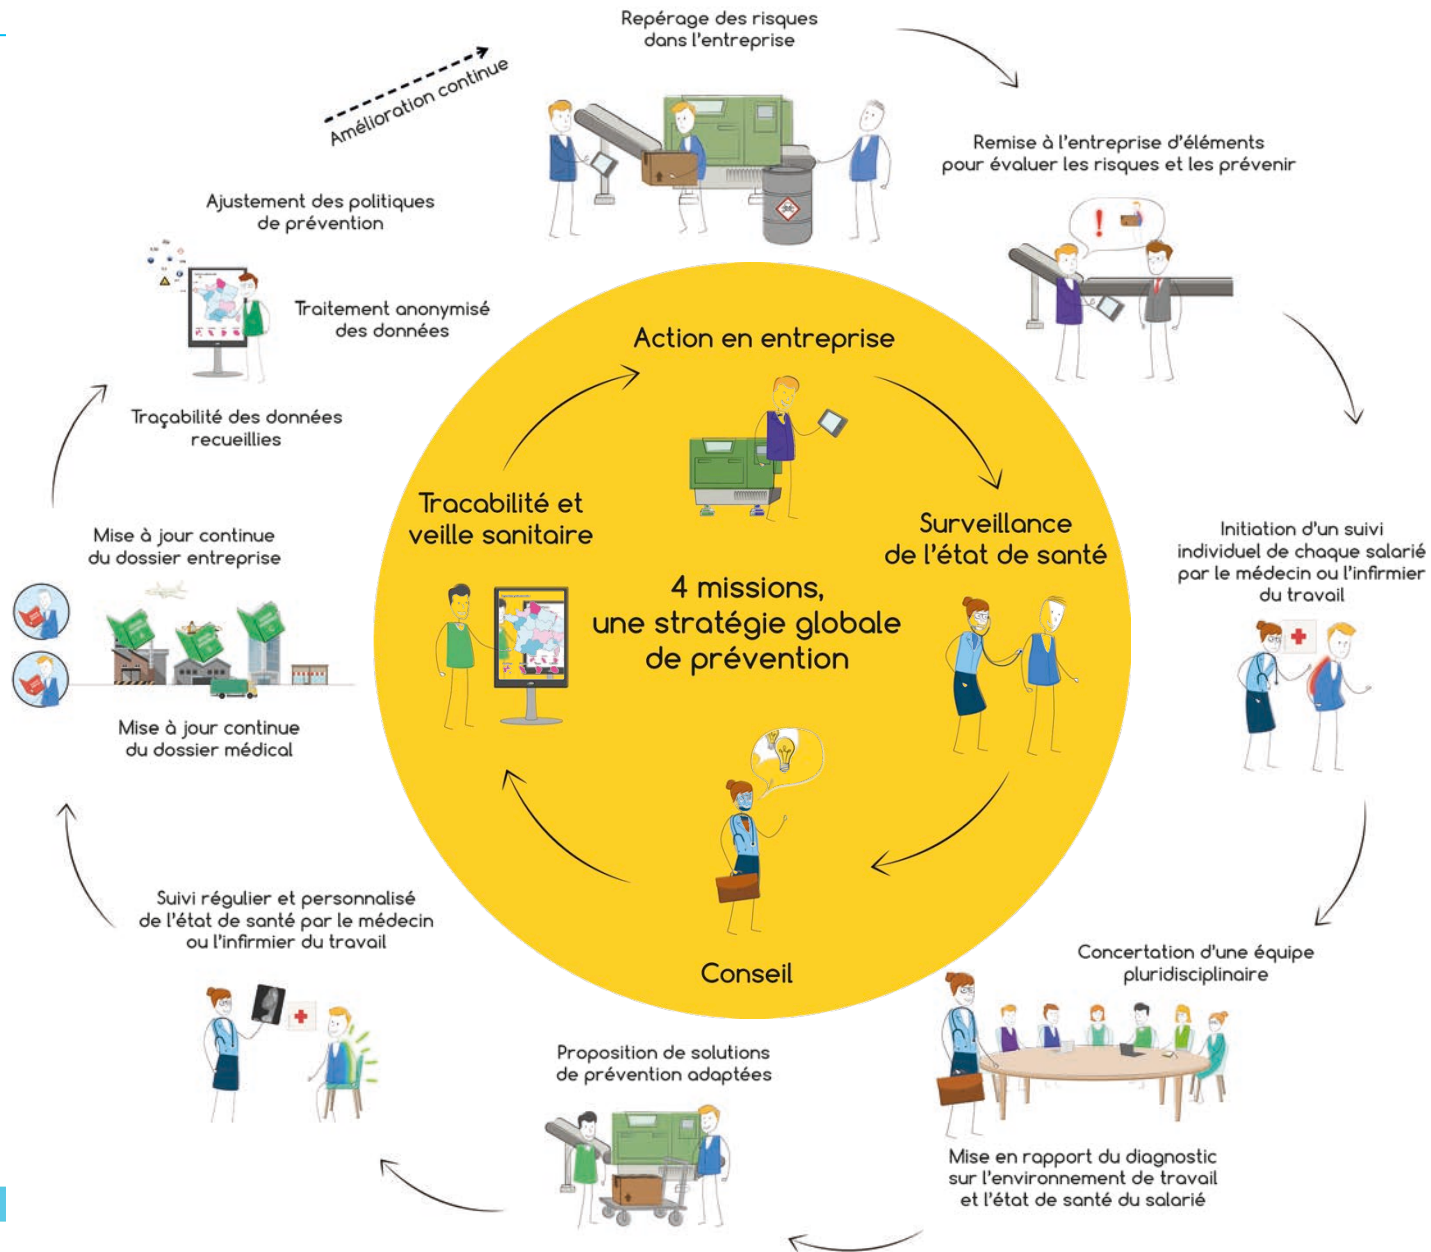 Repérage des risques
dans l'entreprise
Amélioration continue
Remise à l'entreprise d'éléments
pour évaluer les risques et les prévenir
Ajustement des politiques
de prévention
Traitement anonymisé
des données
Traçabilité des données
recueillies
Action en entreprise
Tracabilité et
veille sanitaire
Surveillance
de l'état de santé
4 missions,
une stratégie globale
de prévention
Conseil
Initiation d'un suivi
individuel de chaque salarié
par le médecin ou l'infirmier
du travail
Mise à jour continue
du dossier entreprise
Mise à jour continue
du dossier médical
Suivi régulier et personnalisé
de l'état de santé par le médecin
ou l'infirmier du travail
Concertation d'une équipe
pluridisciplinaire
Proposition de solutions
de prévention adaptées
Mise en rapport du diagnostic
sur l'environnement de travail
et l'état de santé du salarié